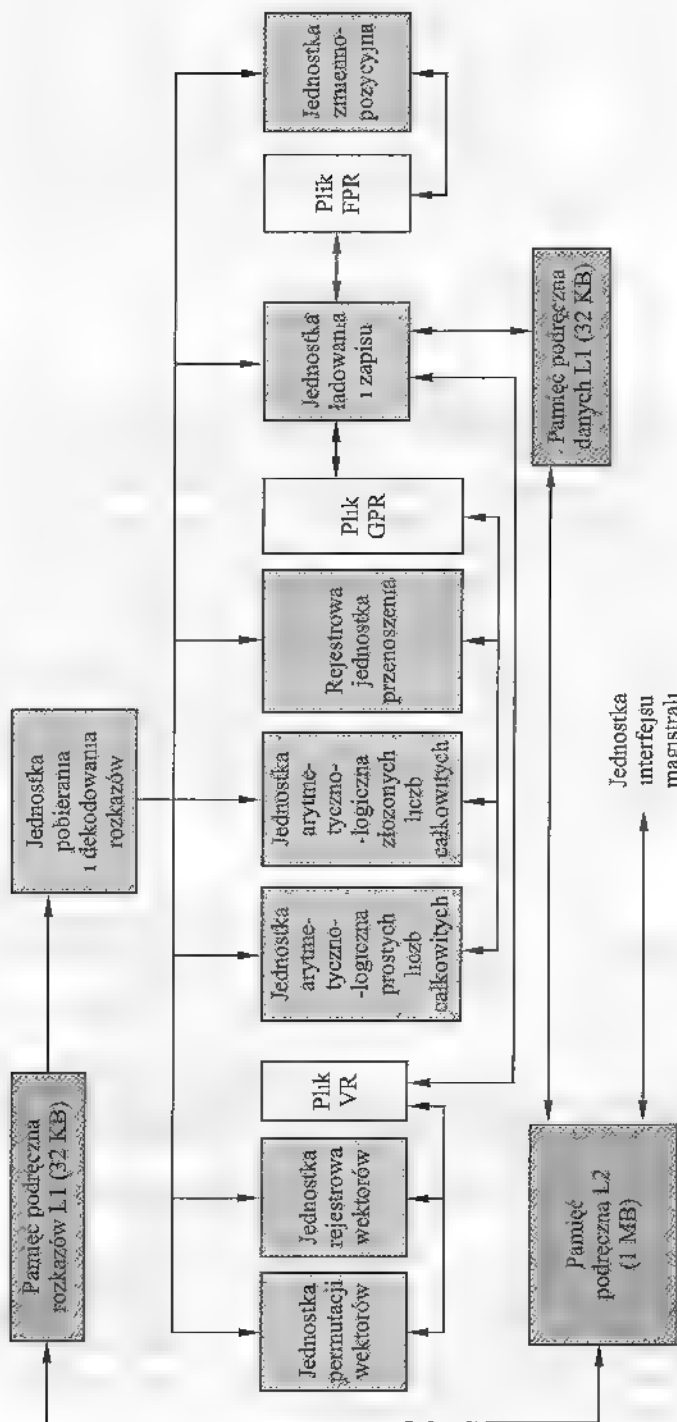 Pamięć podręczna
rozkazów L1 (32 KB)
Jednostka
pobierania
i dekodowania
rozkazów
Jednostka
permutacji
wektorów
Jednostka
rejestrowa
wektorów
Plik
VR
Jednostka
arytme-
tyczno-
-logiczna
prostych
liczb
całkowitych
Jednostka
arytme-
tyczno-
-logiczna
złożonych
liczb
całkowitych
Rejestrowa
jednostka
przenoszenia
Plik
GPR
Jednostka
ładowania
i zapisu
Plik
FPR
Jednostka
zmienno-
pozycyjna
Pamięć
podręczna L2
(1 MB)
Jednostka
interfejsu
magistrali
Pamięć podręczna
danych L1 (32 KB)